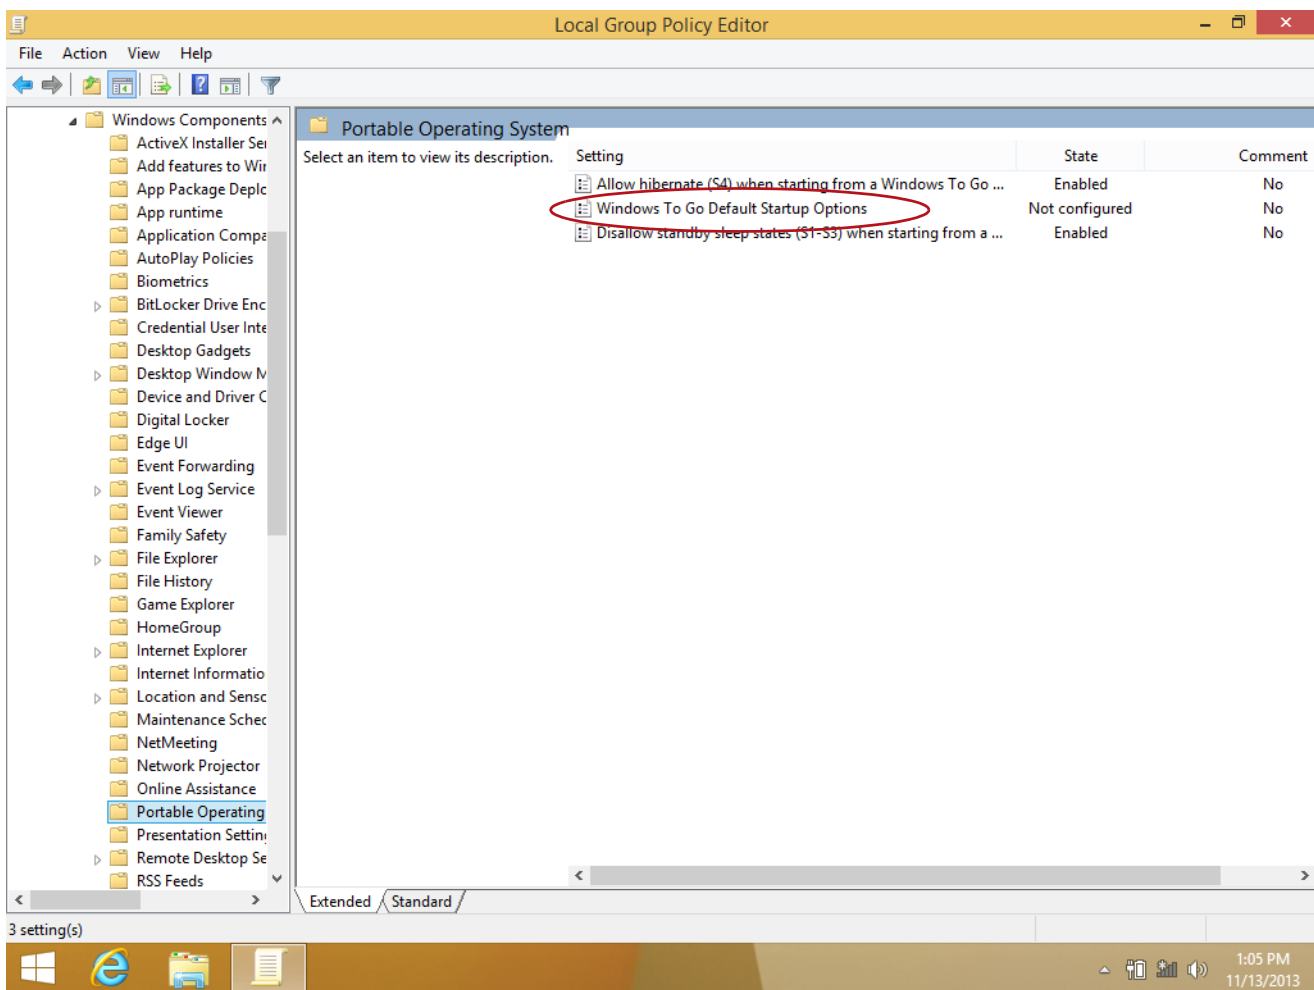 Local Group Policy Editor
File Action View Help
Windows Components
ActiveX Installer Ser
Add features to Wir
App Package Deplc
App runtime
Application Compa
AutoPlay Policies
Biometrics
BitLocker Drive Enc
Credential User Inte
Desktop Gadgets
Desktop Window M
Device and Driver C
Digital Locker
Edge UI
Event Forwarding
Event Log Service
Event Viewer
Family Safety
File Explorer
File History
Game Explorer
HomeGroup
Internet Explorer
Internet Informatio
Location and Sensc
Maintenance Schec
NetMeeting
Network Projector
Online Assistance
Portable Operating
Presentation Setting
Remote Desktop Se
RSS Feeds
Portable Operating System
Select an item to view its description.
Setting State Comment
Allow hibernate (S4) when starting from a Windows To Go ... Enabled No
Windows To Go Default Startup Options Not configured No
Disallow standby sleep states (S1-S3) when starting from a ... Enabled No
Extended Standard
3 setting(s)
1:05 PM
11/13/2013